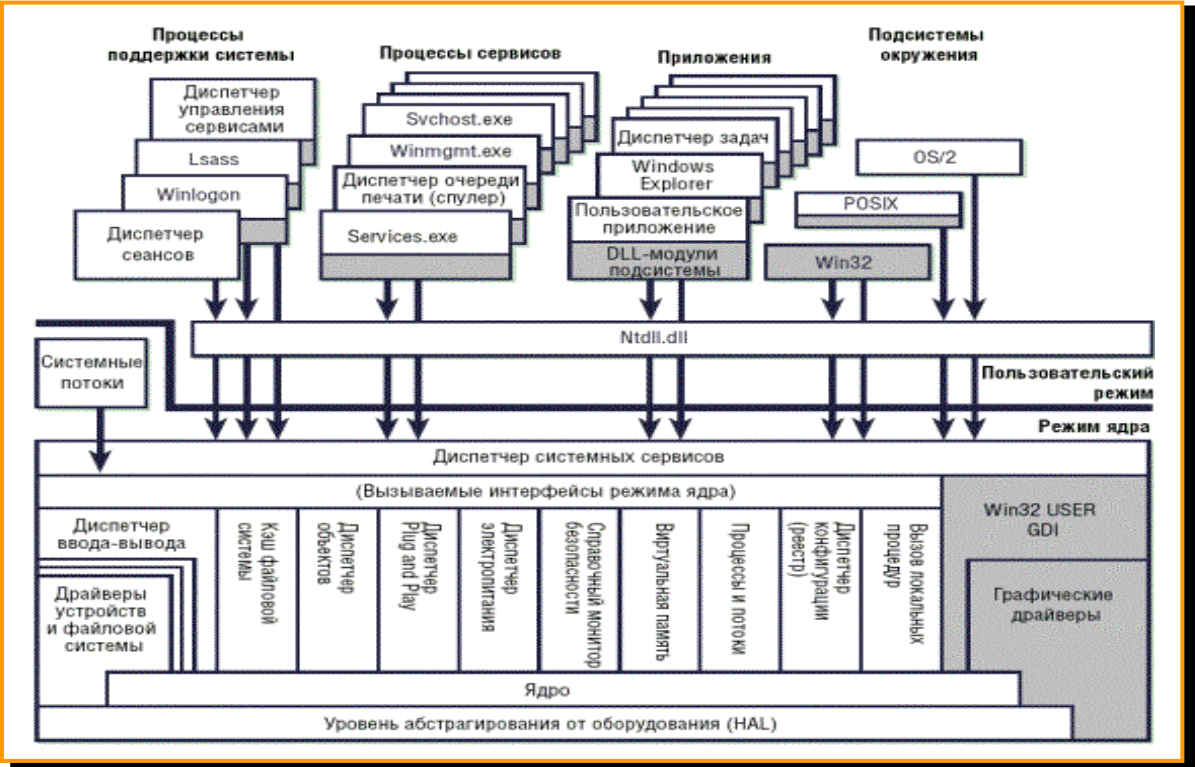 Процессы
поддержки системы
Процессы сервисов
Приложения
Подсистемы
окружения
Диспетчер
управления
сервисами
Lsass
Winlogon
Диспетчер
сеансов
Svchost.exe
Winmgmt.exe
Диспетчер очереди
печати (спулер)
Services.exe
Диспетчер задач
Windows
Explorer
Пользовательское
приложение
DLL-модули
подсистемы
OS/2
POSIX
Win32
Ntdll.dll
Системные
потоки
Пользовательский
режим
Режим ядра
Диспетчер системных сервисов
(Вызываемые интерфейсы режима ядра)
Диспетчер
ввода-вывода
Драйверы
устройств
и файловой
системы
Кэш файловой
системы
Диспетчер
объектов
Диспетчер
Plug and Play
Диспетчер
электропитания
Справочный монитор
безопасности
Виртуальная память
Процессы и потоки
Диспетчер
конфигурации
(реестр)
Вызов локальных
процедур
Win32 USER
GDI
Графические
драйверы
Ядро
Уровень абстрагирования от оборудования (HAL)